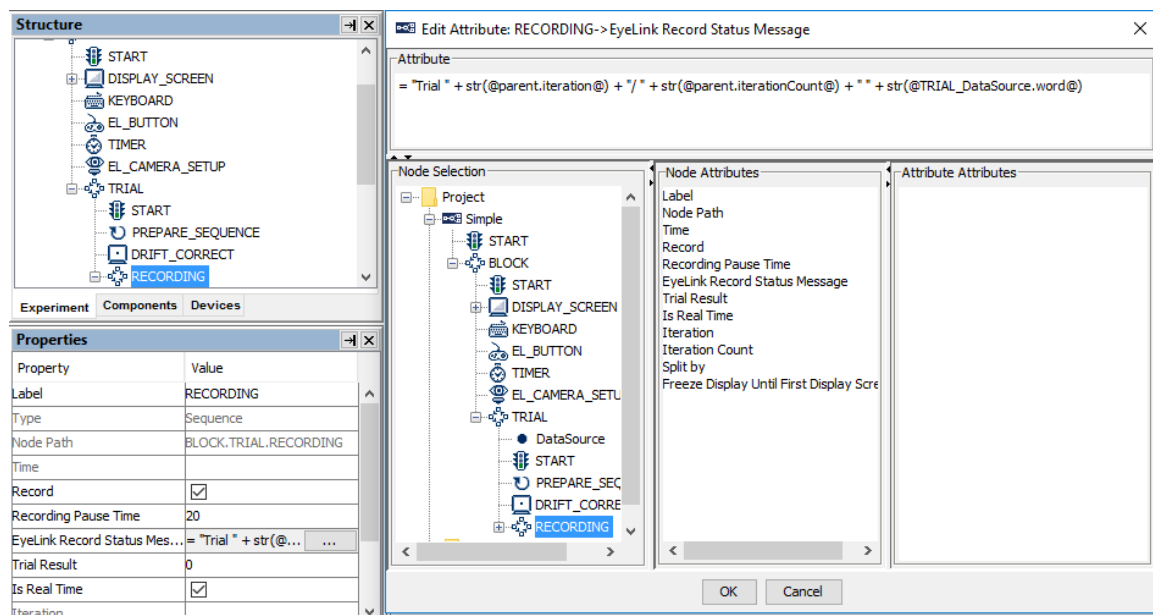 Structure
START
DISPLAY_SCREEN
KEYBOARD
EL_BUTTON
TIMER
EL_CAMERA_SETUP
TRIAL
START
PREPARE_SEQUENCE
DRIFT_CORRECT
RECORDING
Experiment Components Devices
Properties
Property Value
Label RECORDING
Type Sequence
Node Path BLOCK.TRIAL.RECORDING
Time
Record
Recording Pause Time 20
EyeLink Record Status Mes... = "Trial " + str(@... ...
Trial Result 0
Is Real Time
Iteration
Edit Attribute: RECORDING->EyeLink Record Status Message
Attribute
= "Trial " + str(@parent.iteration@) + "/ " + str(@parent.iterationCount@) + " " + str(@TRIAL_DataSource.word@)
Node Selection
Project
Simple
START
BLOCK
START
DISPLAY_SCREEN
KEYBOARD
EL_BUTTON
TIMER
EL_CAMERA_SETU
TRIAL
DataSource
START
PREPARE_SEQ
DRIFT_CORRE
RECORDING
Node Attributes
Label
Node Path
Time
Record
Recording Pause Time
EyeLink Record Status Message
Trial Result
Is Real Time
Iteration
Iteration Count
Split by
Freeze Display Until First Display Scre
Attribute Attributes
OK Cancel